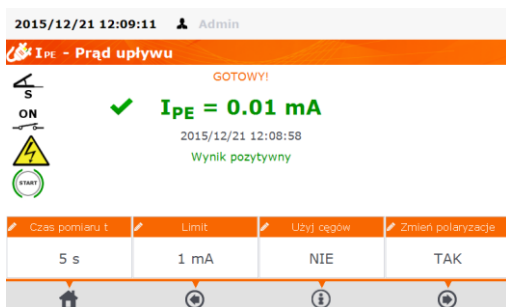 2015/12/21 12:09:11 Admin
IPE - Prąd upływu
GOTOWY!
S
ON
IPE = 0.01 mA
2015/12/21 12:08:58
Wynik pozytywny
START
Czas pomiaru t Limit Użyj cęgów Zmień polaryzacje
5 s 1 mA NIE TAK